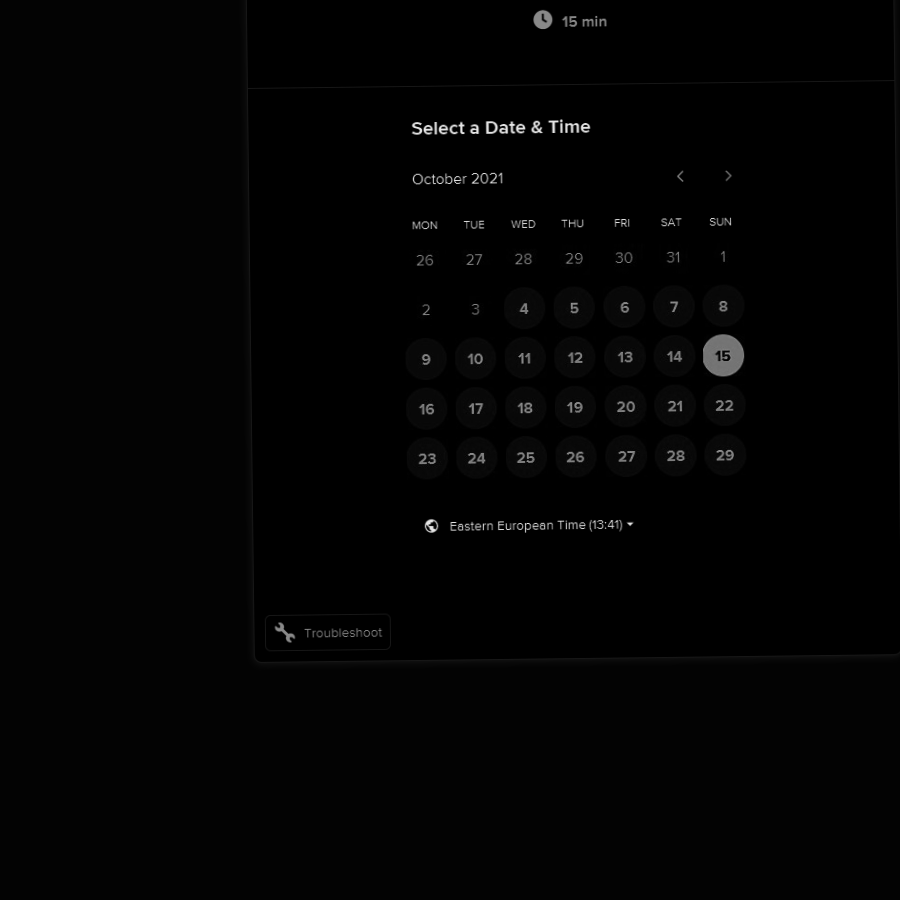 15 min
Select a Date & Time
October 2021
MON TUE WED THU FRI SAT SUN
26 27 28 29 30 31 1
2 3 4 5 6 7 8
9 10 11 12 13 14 15
16 17 18 19 20 21 22
23 24 25 26 27 28 29
Eastern European Time (13:41)
Troubleshoot